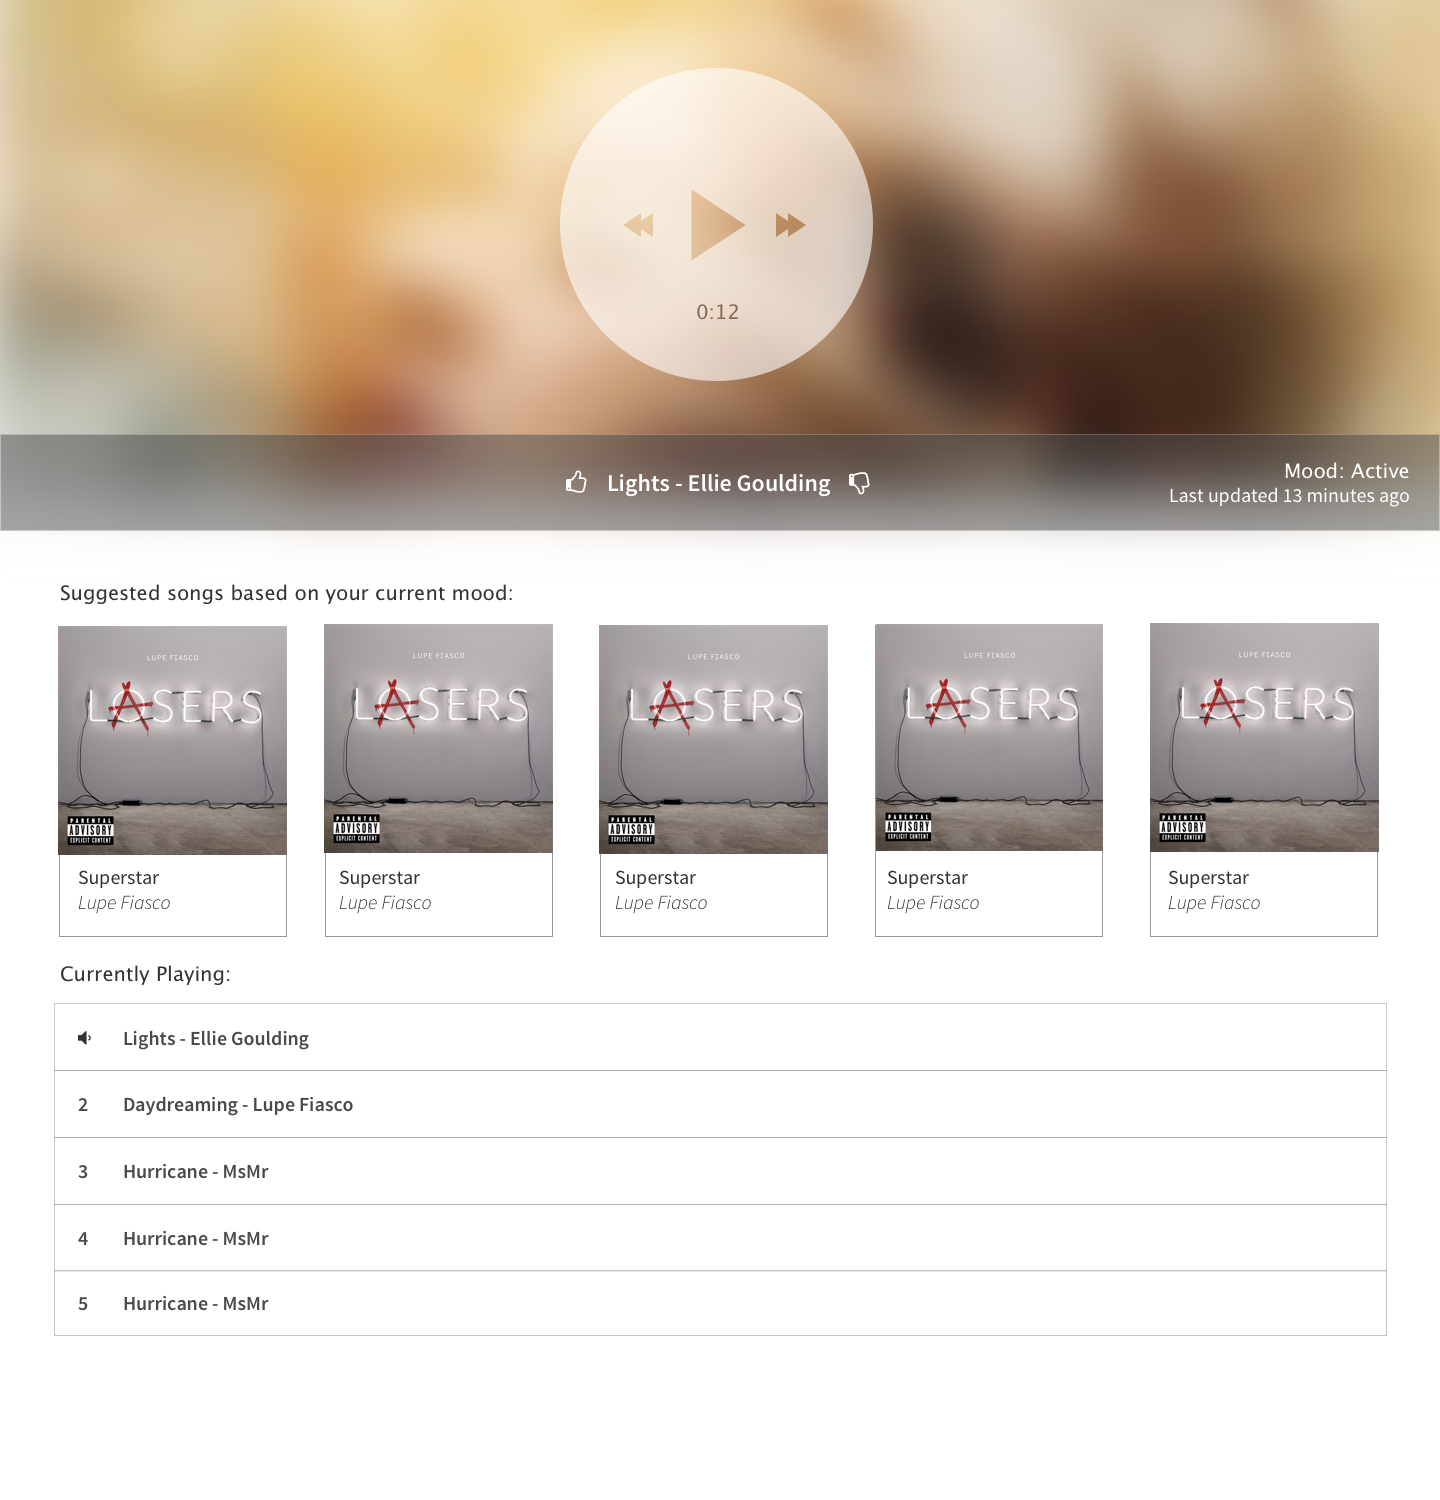 0:12
Lights - Ellie Goulding
Mood: Active
Last updated 13 minutes ago
Suggested songs based on your current mood:
LUPE FIASCO
LASERS
PARENTAL
ADVISORY
EXPLICIT CONTENT
Superstar
Lupe Fiasco
LUPE FIASCO
LASERS
PARENTAL
ADVISORY
EXPLICIT CONTENT
Superstar
Lupe Fiasco
LUPE FIASCO
LASERS
PARENTAL
ADVISORY
EXPLICIT CONTENT
Superstar
Lupe Fiasco
LUPE FIASCO
LASERS
PARENTAL
ADVISORY
EXPLICIT CONTENT
Superstar
Lupe Fiasco
LUPE FIASCO
LASERS
PARENTAL
ADVISORY
EXPLICIT CONTENT
Superstar
Lupe Fiasco
Currently Playing:
Lights - Ellie Goulding
2 Daydreaming - Lupe Fiasco
3 Hurricane - MsMr
4 Hurricane - MsMr
5 Hurricane - MsMr